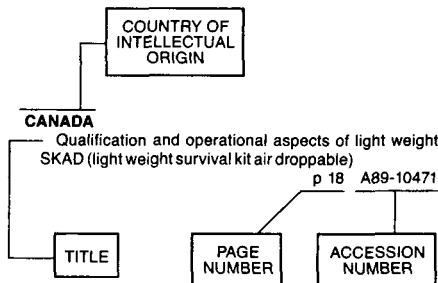 COUNTRY OF
INTELLECTUAL
ORIGIN
CANADA
Qualification and operational aspects of light weight
SKAD (light weight survival kit air droppable)
p 18 A89-10471
TITLE
PAGE
NUMBER
ACCESSION
NUMBER